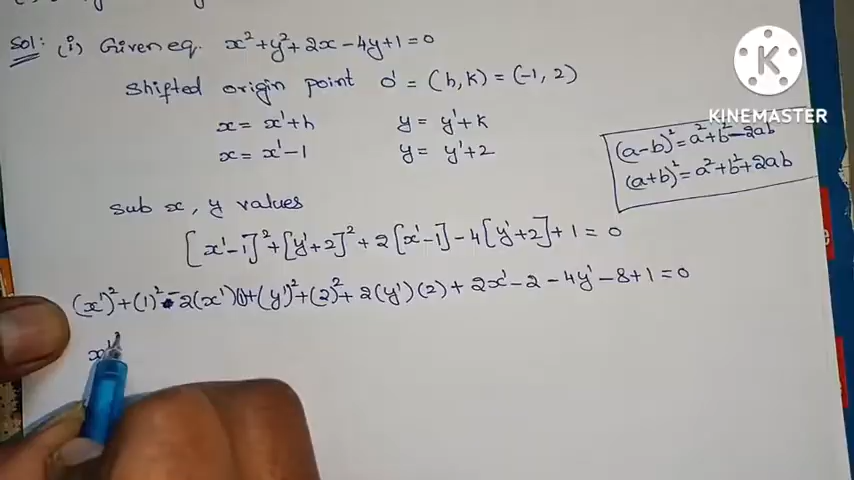 Sol: (i) Given eq. x²+y²+2x-4y+1=0
Shifted origin point o' = (h,k) = (-1,2)
x = x'+h y = y'+k
x = x'-1 y = y'+2
sub x, y values
[x'-1]²+[y'+2]²+2[x'-1]-4[y'+2]+1=0
(x')²+(1)²-2(x')(1)+(y')²+(2)²+2(y')(2)+2x'-2-4y'-8+1=0
(a-b)²=a²+b²-2ab
(a+b)²=a²+b²+2ab
K
KINEMASTER